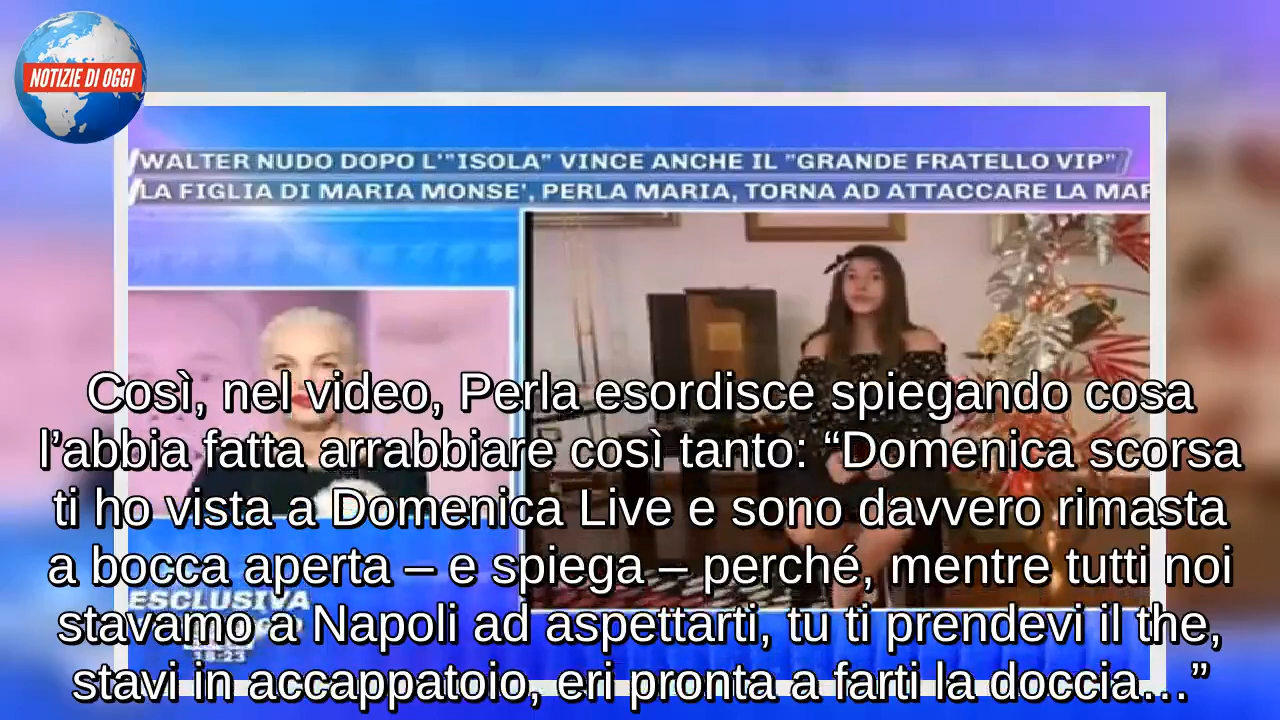 NOTIZIE DI OGGI
WALTER NUDO DOPO L'"ISOLA" VINCE ANCHE IL "GRANDE FRATELLO VIP"
LA FIGLIA DI MARIA MONSE', PERLA MARIA, TORNA AD ATTACCARE LA MAR
Così, nel video, Perla esordisce spiegando cosa
l’abbia fatta arrabbiare così tanto: “Domenica scorsa
ti ho vista a Domenica Live e sono davvero rimasta
a bocca aperta – e spiega – perché, mentre tutti noi
ESCLUSIVA
stavamo a Napoli ad aspettarti, tu ti prendevi il the,
18:23
stavi in accappatoio, eri pronta a farti la doccia…”